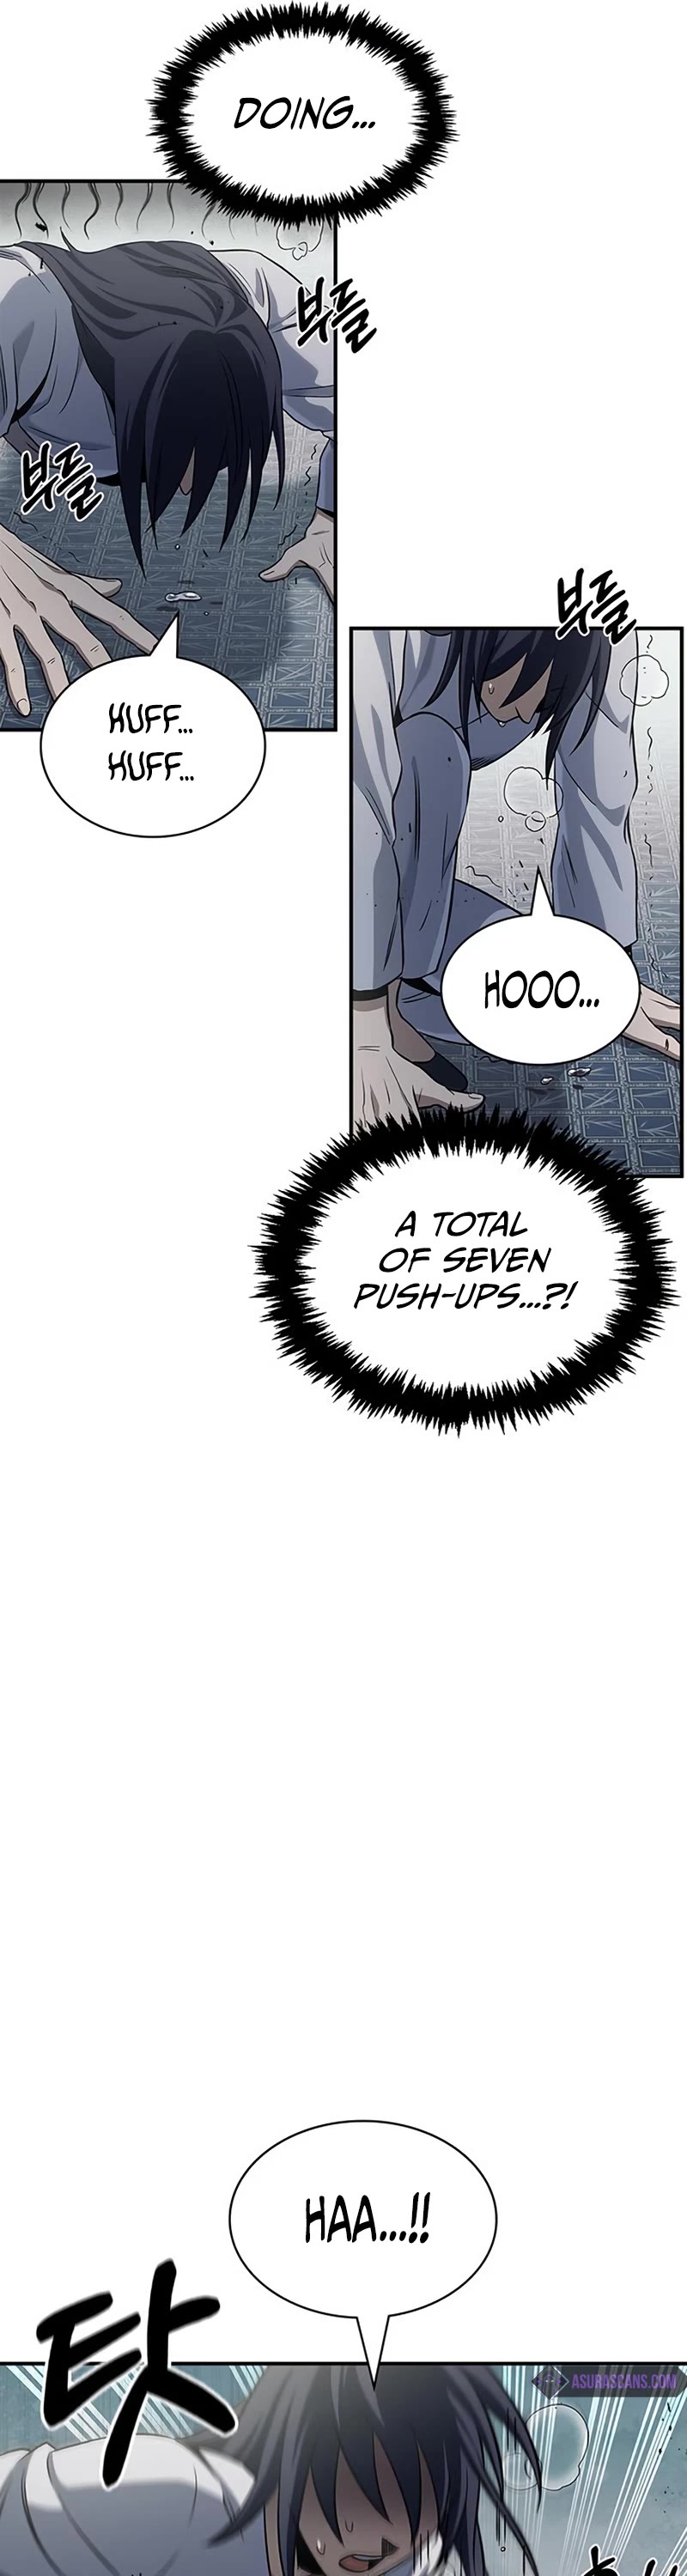 DOING...
부들
부들
HUFF...
HUFF...
부들
HOOO...
A TOTAL
OF SEVEN
PUSH-UPS...?!
HAA...!!
탁
ASURASCANS.COM